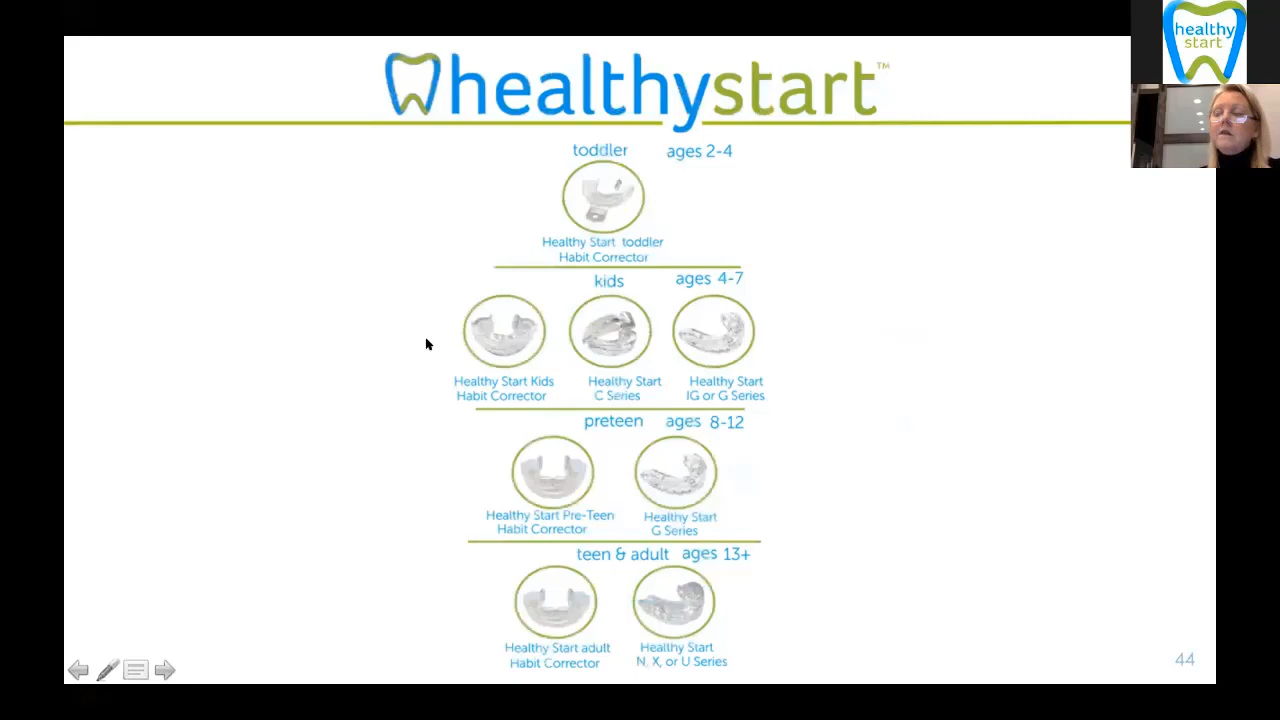 healthystart™
healthy
start
toddler ages 2-4
Healthy Start toddler
Habit Corrector
kids ages 4-7
Healthy Start Kids
Habit Corrector
Healthy Start
C Series
Healthy Start
IG or G Series
preteen ages 8-12
Healthy Start Pre-Teen
Habit Corrector
Healthy Start
G Series
teen & adult ages 13+
Healthy Start adult
Habit Corrector
Healthy Start
N, X, or U Series
44